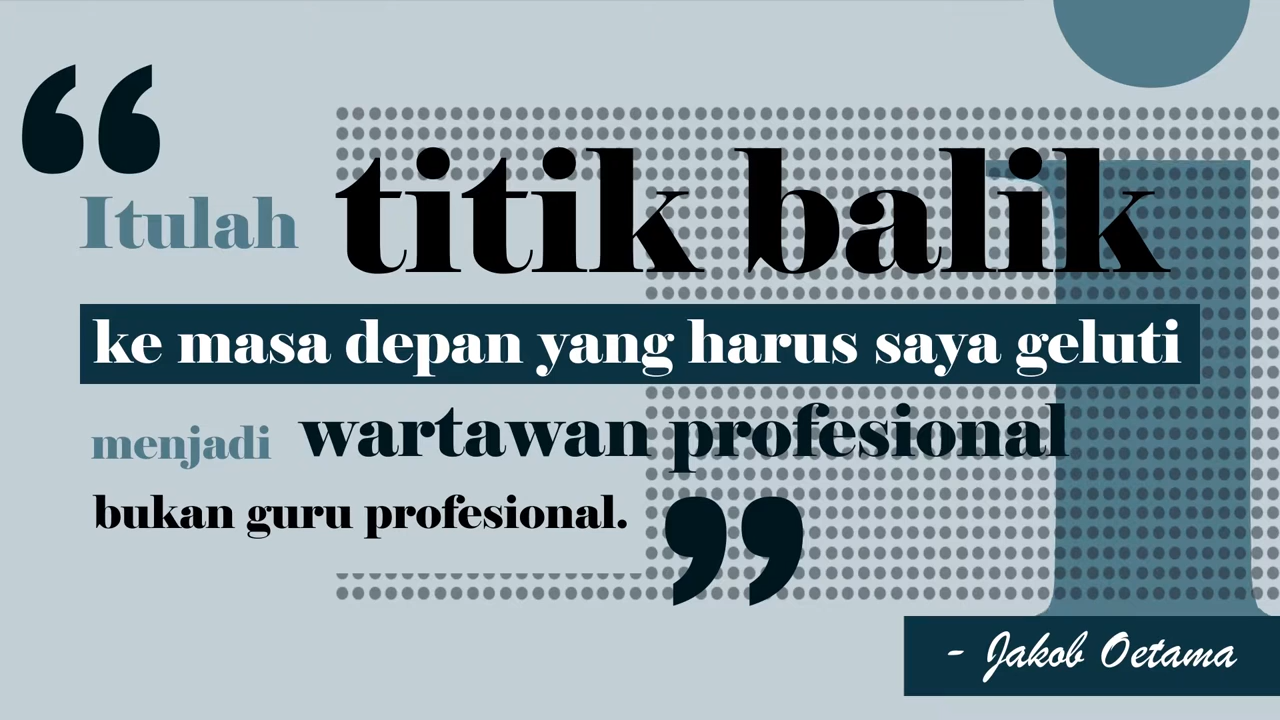 “
Itulah titik balik
ke masa depan yang harus saya geluti
menjadi wartawan profesional
bukan guru profesional.
”
- Jakob Oetama